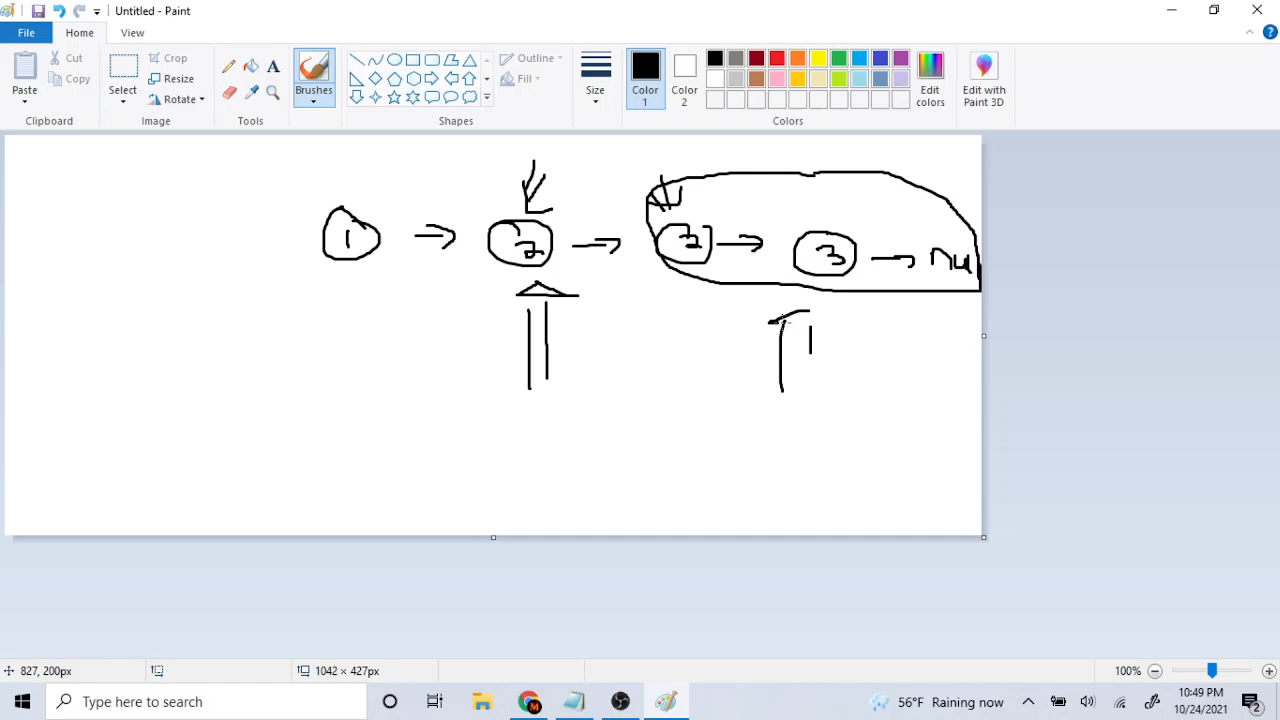 Untitled - Paint
File Home View
Paste Cut Copy
Select Resize Rotate
A
Brushes
Outline Fill
Size
Color 1 Color 2
Edit colors
Edit with Paint 3D
Clipboard Image Tools Shapes Colors
1 → 2 → 2 → 3 → nul
827, 200px 1042 × 427px 100%
Type here to search
56°F Raining now
10:49 PM
10/24/2021
2